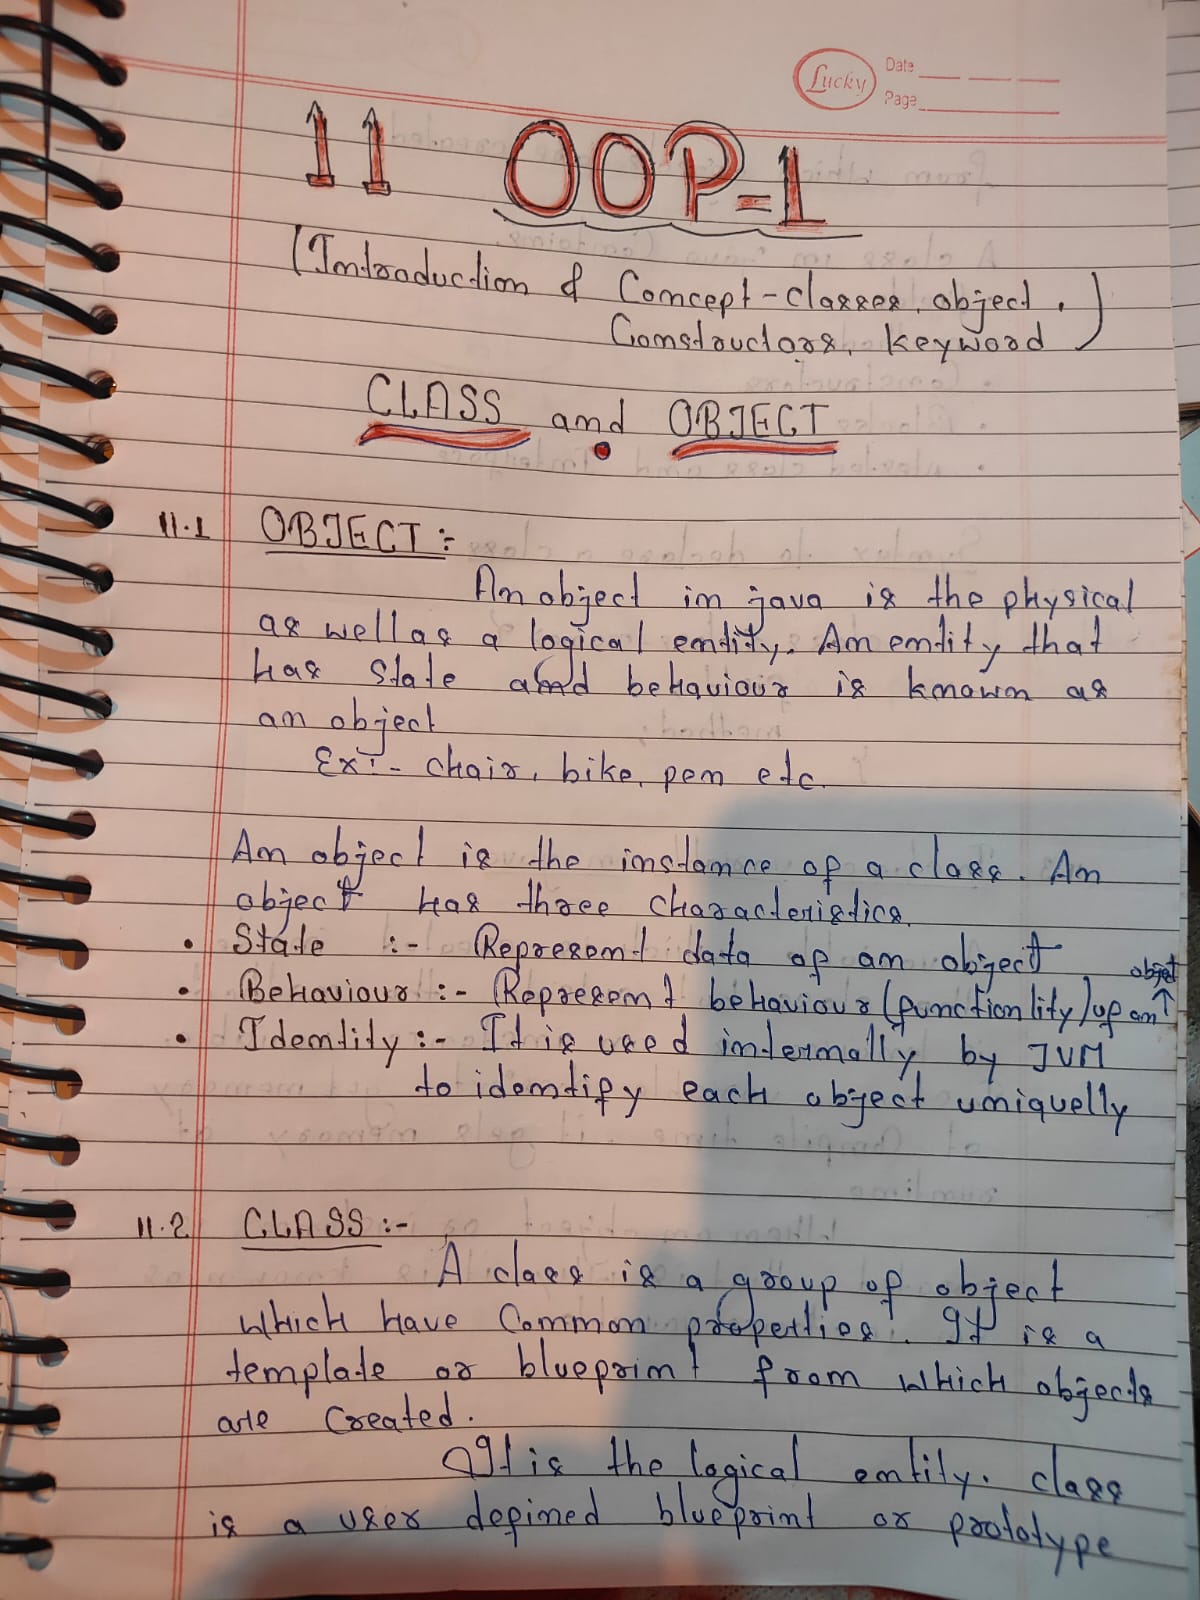 Lucky
Date
Page
11 OOP-1
(Introduction & Concept - classes, object,
Constructors, keyword)
CLASS and OBJECT
11.1 OBJECT :-
An object in java is the physical
as well as a logical entity. An entity that
has state and behaviour is known as
an object
Ex:- chair, bike, pen etc.
An object is the instance of a class. An
object has three characteristics.
• State :- Represent data of an object
• Behaviour :- Represent behaviour (functionlity) of an object
• Identity :- It is used internally by JVM
to identify each object uniquelly
11.2 CLASS :-
A class is a group of object
which have common properties. It is a
template or blueprint from which objects
are created.
It is the logical entity. class
is a user defined blueprint or prototype